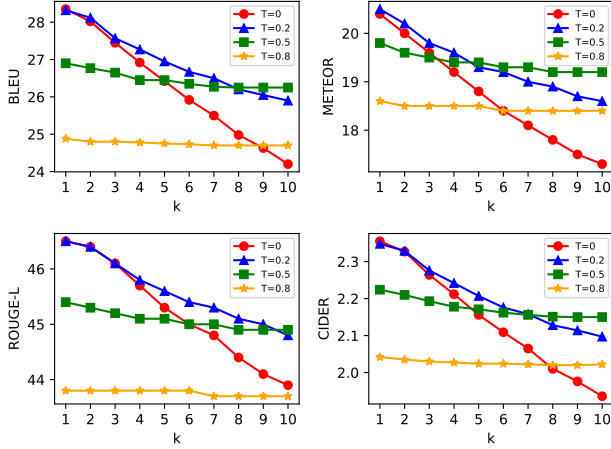 BLEU
28
27
26
25
24
1 2 3 4 5 6 7 8 9 10
k
T=0
T=0.2
T=0.5
T=0.8
METEOR
20
19
18
1 2 3 4 5 6 7 8 9 10
k
T=0
T=0.2
T=0.5
T=0.8
ROUGE-L
46
45
44
1 2 3 4 5 6 7 8 9 10
k
T=0
T=0.2
T=0.5
T=0.8
CIDER
2.3
2.2
2.1
2.0
1 2 3 4 5 6 7 8 9 10
k
T=0
T=0.2
T=0.5
T=0.8